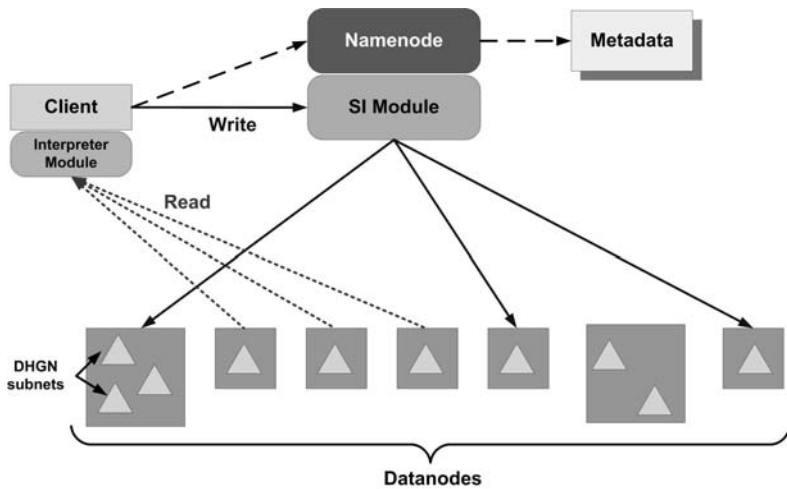 Namenode
Metadata
Client
SI Module
Write
Interpreter
Module
Read
DHGN
subnets
Datanodes